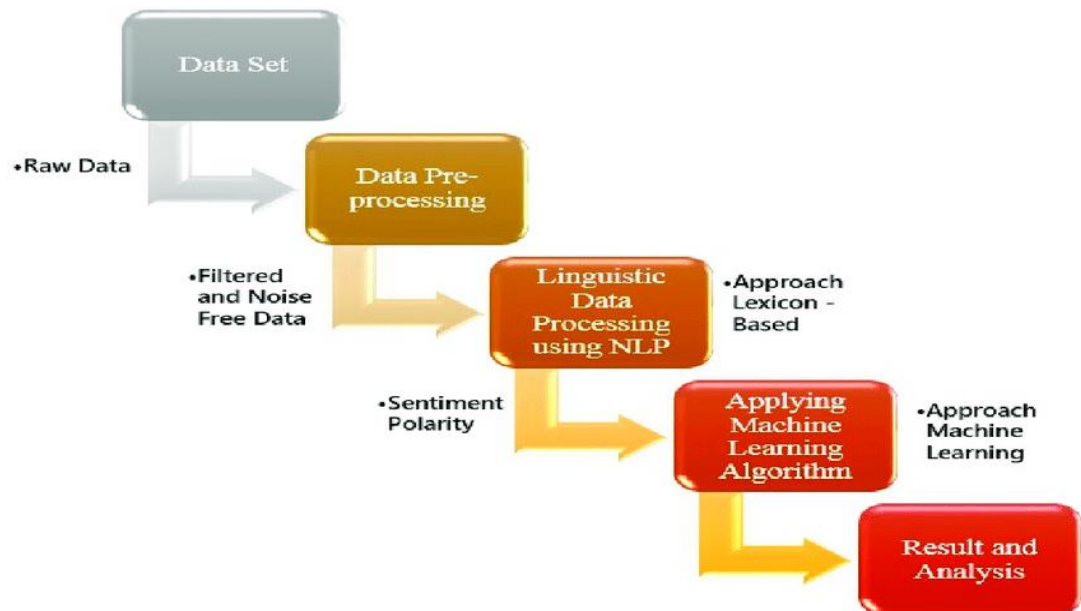 Data Set
•Raw Data
Data Pre-
processing
•Filtered
and Noise
Free Data
Linguistic
Data
Processing
using NLP
•Approach
Lexicon -
Based
•Sentiment
Polarity
Applying
Machine
Learning
Algorithm
•Approach
Machine
Learning
Result and
Analysis